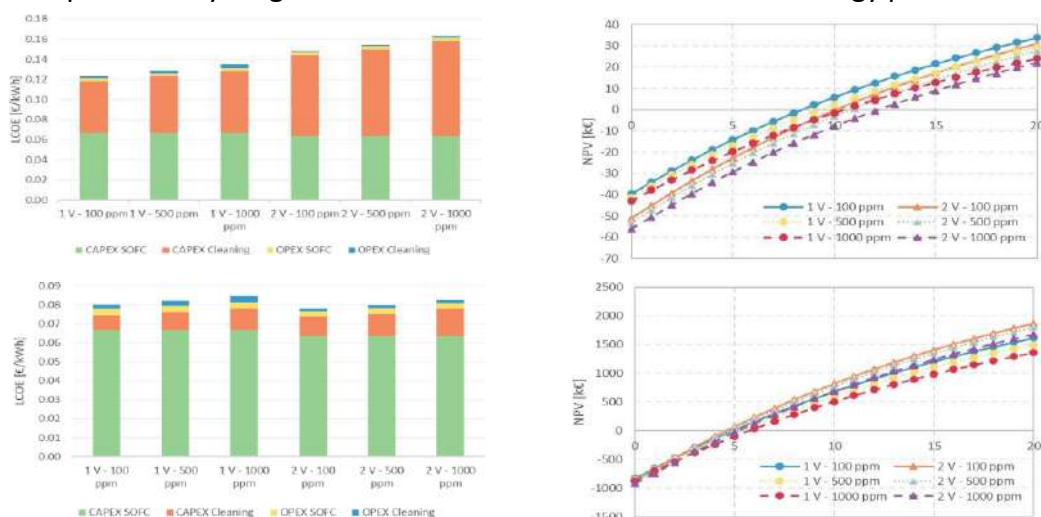 LCOE [€/kWh]
0.18
0.16
0.14
0.12
0.10
0.08
0.06
0.04
0.02
0.00
1 V - 100 ppm 1 V - 500 ppm 1 V - 1000 ppm 2 V - 100 ppm 2 V - 500 ppm 2 V - 1000 ppm
CAPEX SOFC CAPEX Cleaning OPEX SOFC OPEX Cleaning
NPV [k€]
40
30
20
10
0
-10
-20
-30
-40
-50
-60
-70
0 5 10 15 20
1 V - 100 ppm 2 V - 100 ppm
1 V - 500 ppm 2 V - 500 ppm
1 V - 1000 ppm 2 V - 1000 ppm
LCOE [€/kWh]
0.09
0.08
0.07
0.06
0.05
0.04
0.03
0.02
0.01
0.00
1 V - 100 ppm 1 V - 500 ppm 1 V - 1000 ppm 2 V - 100 ppm 2 V - 500 ppm 2 V - 1000 ppm
CAPEX SOFC CAPEX Cleaning OPEX SOFC OPEX Cleaning
NPV [k€]
2500
2000
1500
1000
500
0
-500
-1000
-1500
0 5 10 15 20
1 V - 100 ppm 2 V - 100 ppm
1 V - 500 ppm 2 V - 500 ppm
1 V - 1000 ppm 2 V - 1000 ppm